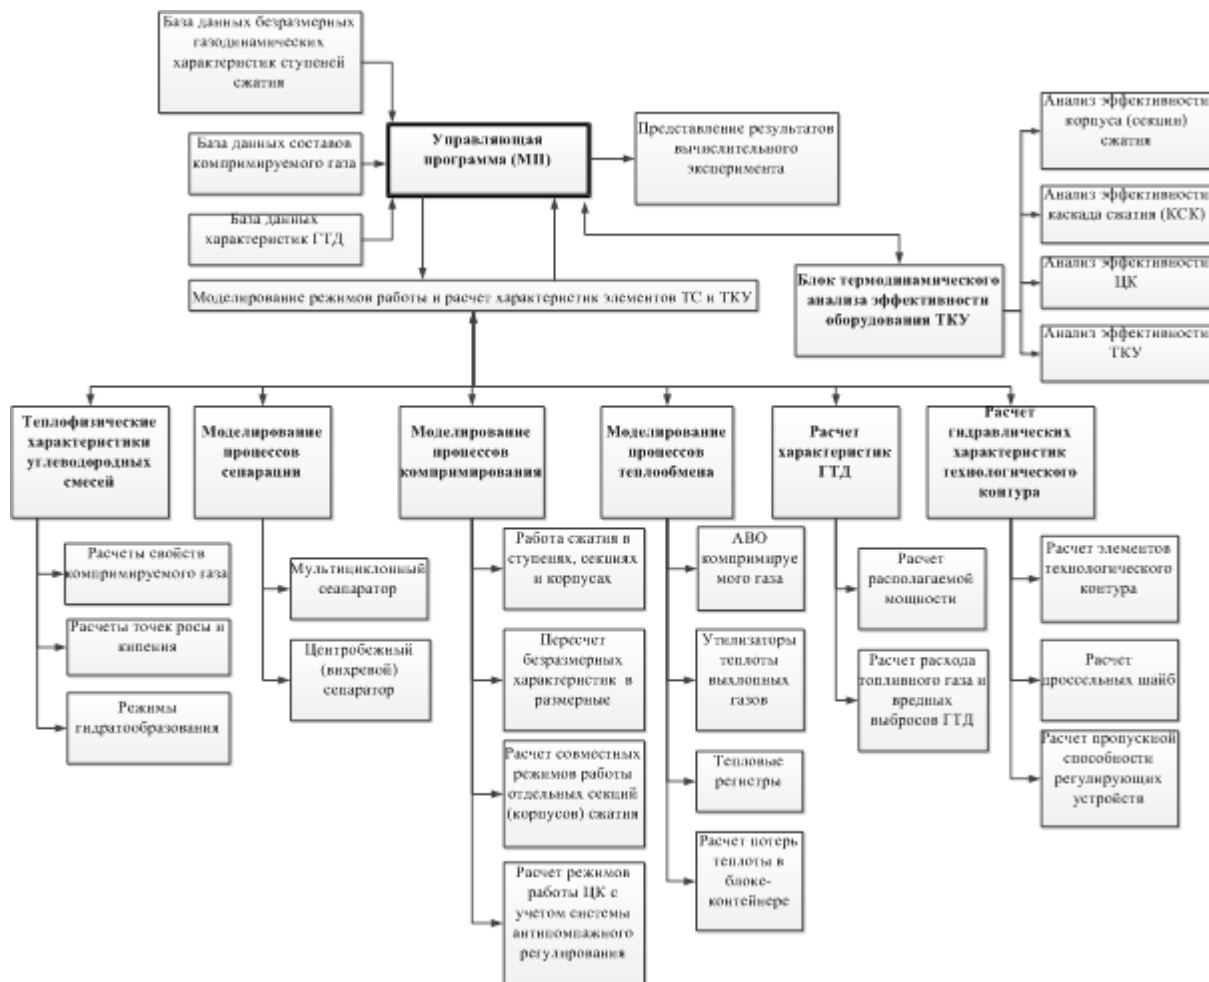 База данных безразмерных
газодинамических
характеристик ступеней
сжатия
База данных составов
компримируемого газа
База данных
характеристик ГТД
Управляющая
программа (МП)
Представление результатов
вычислительного
эксперимента
Моделирование режимов работы и расчет характеристик элементов ТС и ТКУ
Блок термодинамического
анализа эффективности
оборудования ТКУ
Анализ эффективности
корпуса (секции)
сжатия
Анализ эффективности
каскада сжатия (КСК)
Анализ эффективности
ЦК
Анализ эффективности
ТКУ
Теплофизические
характеристики
углеводородных
смесей
Расчеты свойств
компримируемого газа
Расчеты точек росы и
кипения
Режимы
гидратообразования
Моделирование
процессов
сепарации
Мультициклонный
сеапаратор
Центробежный
(вихревой)
сепаратор
Моделирование
процессов
компримирования
Работа сжатия в
ступенях, секциях
и корпусах
Пересчет
безразмерных
характеристик в
размерные
Расчет совместных
режимов работы
отдельных секций
(корпусов) сжатия
Расчет режимов
работы ЦК с
учетом системы
антипомпажного
регулирования
Моделирование
процессов
теплообмена
АВО
компримируе
мого газа
Утилизаторы
теплоты
выхлопных
газов
Тепловые
регистры
Расчет потерь
теплоты в
блоке-
контейнере
Расчет
характеристик
ГТД
Расчет
располагаемой
мощности
Расчет расхода
топливного газа и
вредных
выбросов ГТД
Расчет
гидравлических
характеристик
технологического
контура
Расчет элементов
технологического
контура
Расчет
дроссельных шайб
Расчет пропускной
способности
регулирующих
устройств